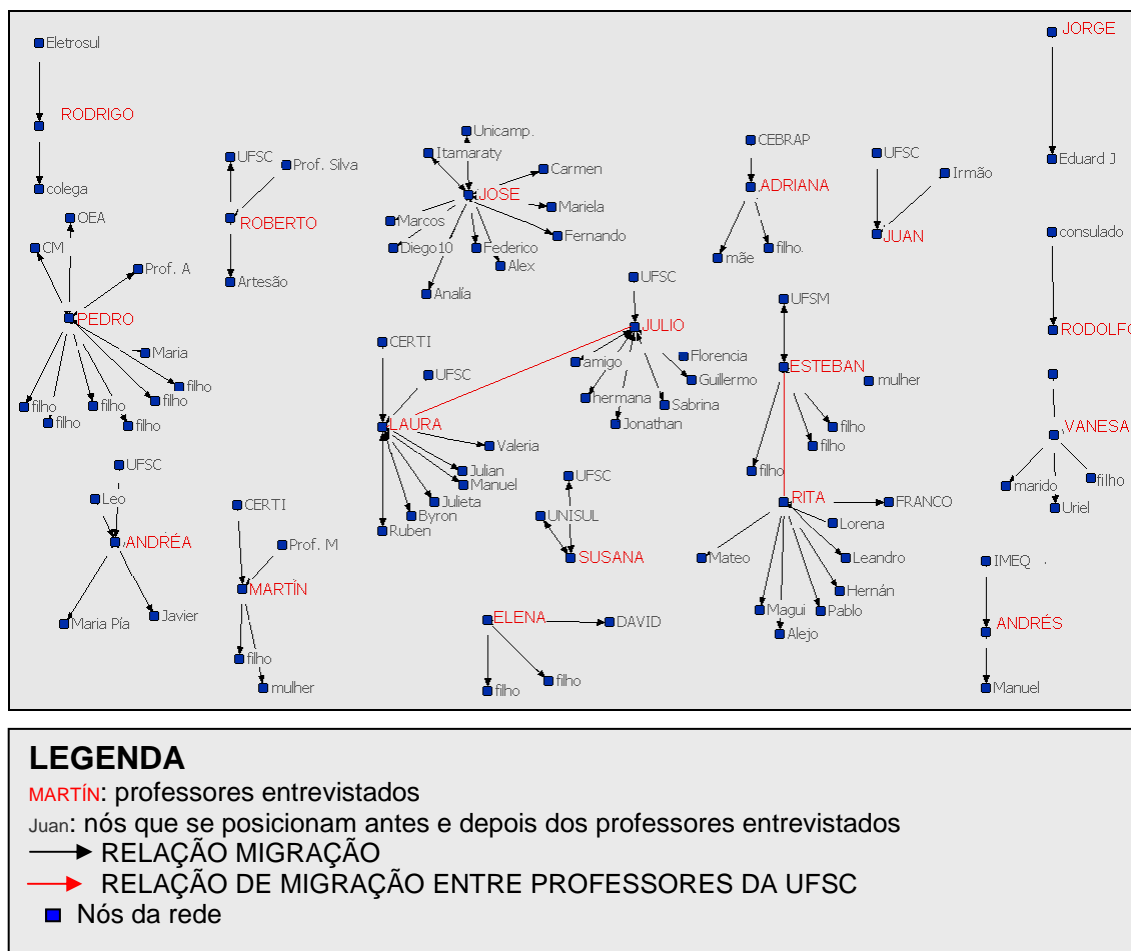 JORGE
Eletrosul
RODRIGO
colega
UFSC
Prof. Silva
ROBERTO
Artesão
Unicamp.
Itamaraty
Carmen
JOSE
Mariela
Marcos
Fernando
Diego10
Federico
Alex
Analía
CEBRAP
ADRIANA
mãe
filho.
UFSC
Irmão
JUAN
Eduard J
consulado
RODOLFO
OEA
CM
Prof. A
PEDRO
Maria
filho
filho
filho
filho
filho
filho
UFSC
JULIO
amigo
Florencia
Guillermo
hermana
Sabrina
Jonathan
CERTI
UFSC
LAURA
Valeria
Julian
Manuel
Julieta
Byron
Ruben
UFSM
ESTEBAN
mulher
filho
filho
filho
RITA
FRANCO
Lorena
Mateo
Leandro
Hernán
Magui
Pablo
Alejo
VANESA
marido
filho
Uriel
UFSC
Leo
ANDRÉA
Maria Pía
Javier
CERTI
Prof. M
MARTÍN
filho
mulher
UFSC
UNISUL
SUSANA
ELENA
DAVID
filho
filho
IMEQ .
ANDRÉS
Manuel
LEGENDA
MARTÍN: professores entrevistados
Juan: nós que se posicionam antes e depois dos professores entrevistados
RELAÇÃO MIGRAÇÃO
RELAÇÃO DE MIGRAÇÃO ENTRE PROFESSORES DA UFSC
Nós da rede